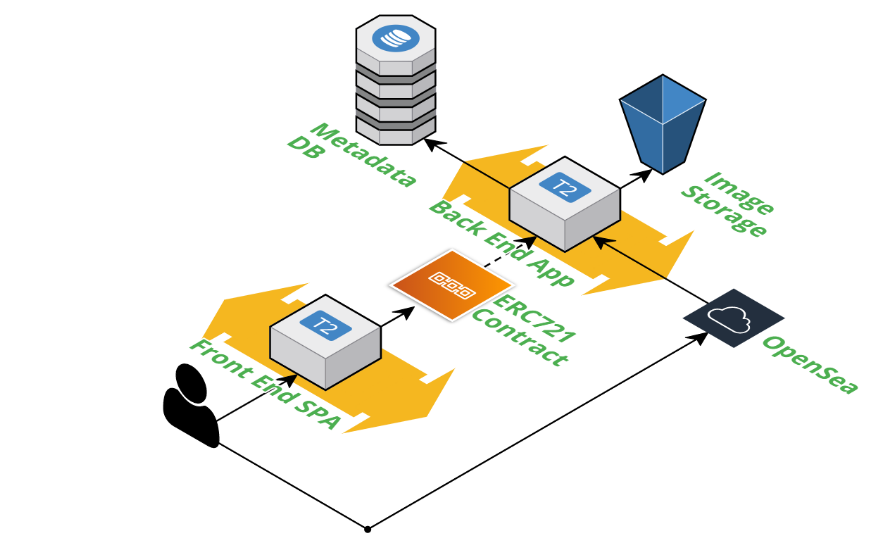 Metadata
DB
T2
Image
Storage
Back End App
ERC721
Contract
T2
OpenSea
Front End SPA